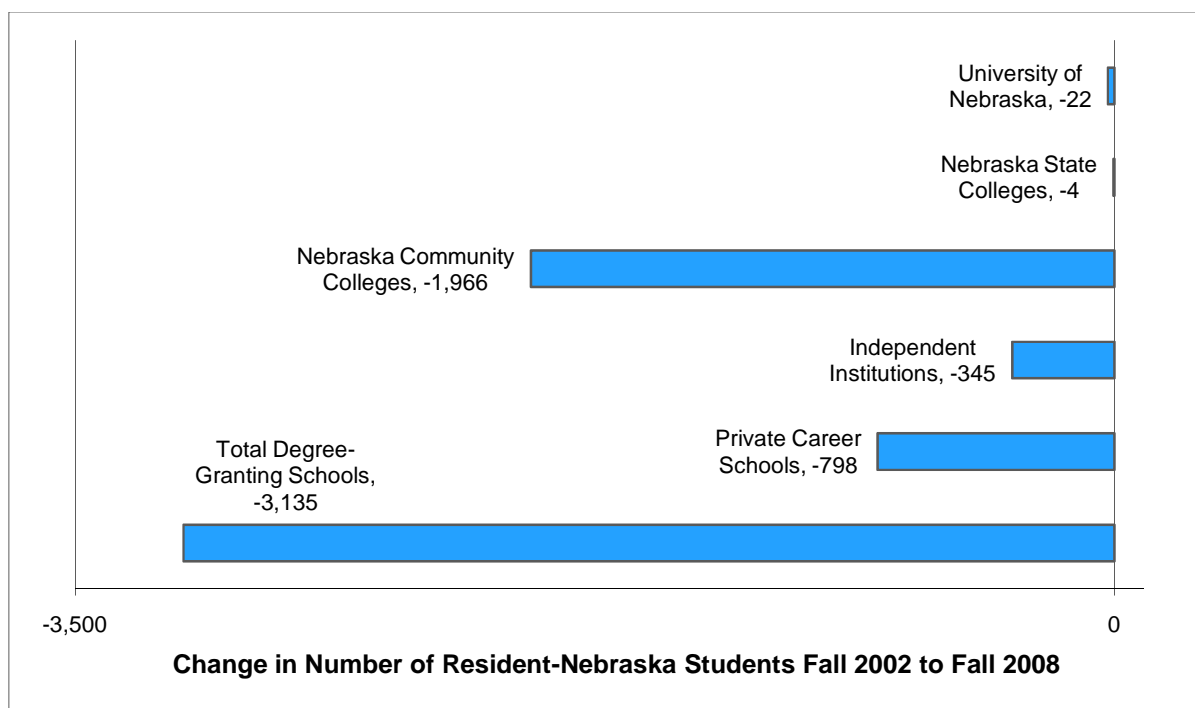 University of
Nebraska, -22
Nebraska State
Colleges, -4
Nebraska Community
Colleges, -1,966
Independent
Institutions, -345
Private Career
Schools, -798
Total Degree-
Granting Schools,
-3,135
-3,500
0
Change in Number of Resident-Nebraska Students Fall 2002 to Fall 2008